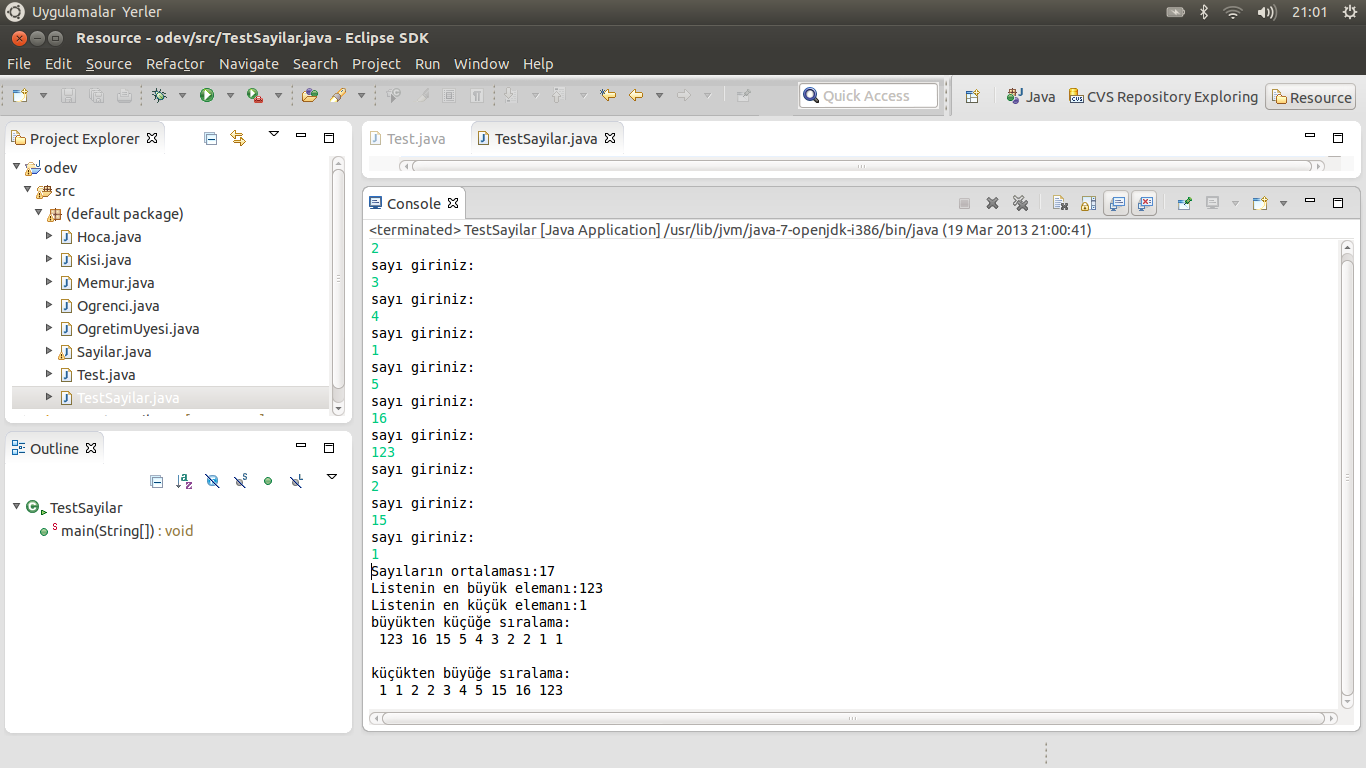 Uygulamalar Yerler
21:01
Resource - odev/src/TestSayilar.java - Eclipse SDK
File Edit Source Refactor Navigate Search Project Run Window Help
Quick Access
Java
CVS Repository Exploring
Resource
Project Explorer
odev
src
(default package)
Hoca.java
Kisi.java
Memur.java
Ogrenci.java
OgretimUyesi.java
Sayilar.java
Test.java
TestSayilar.java
Outline
TestSayilar
main(String[]) : void
Test.java
TestSayilar.java
Console
<terminated> TestSayilar [Java Application] /usr/lib/jvm/java-7-openjdk-i386/bin/java (19 Mar 2013 21:00:41)
2
sayı giriniz:
3
sayı giriniz:
4
sayı giriniz:
1
sayı giriniz:
5
sayı giriniz:
16
sayı giriniz:
123
sayı giriniz:
2
sayı giriniz:
15
sayı giriniz:
1
Sayıların ortalaması:17
Listenin en büyük elemanı:123
Listenin en küçük elemanı:1
büyükten küçüğe sıralama:
123 16 15 5 4 3 2 2 1 1
küçükten büyüğe sıralama:
1 1 2 2 3 4 5 15 16 123